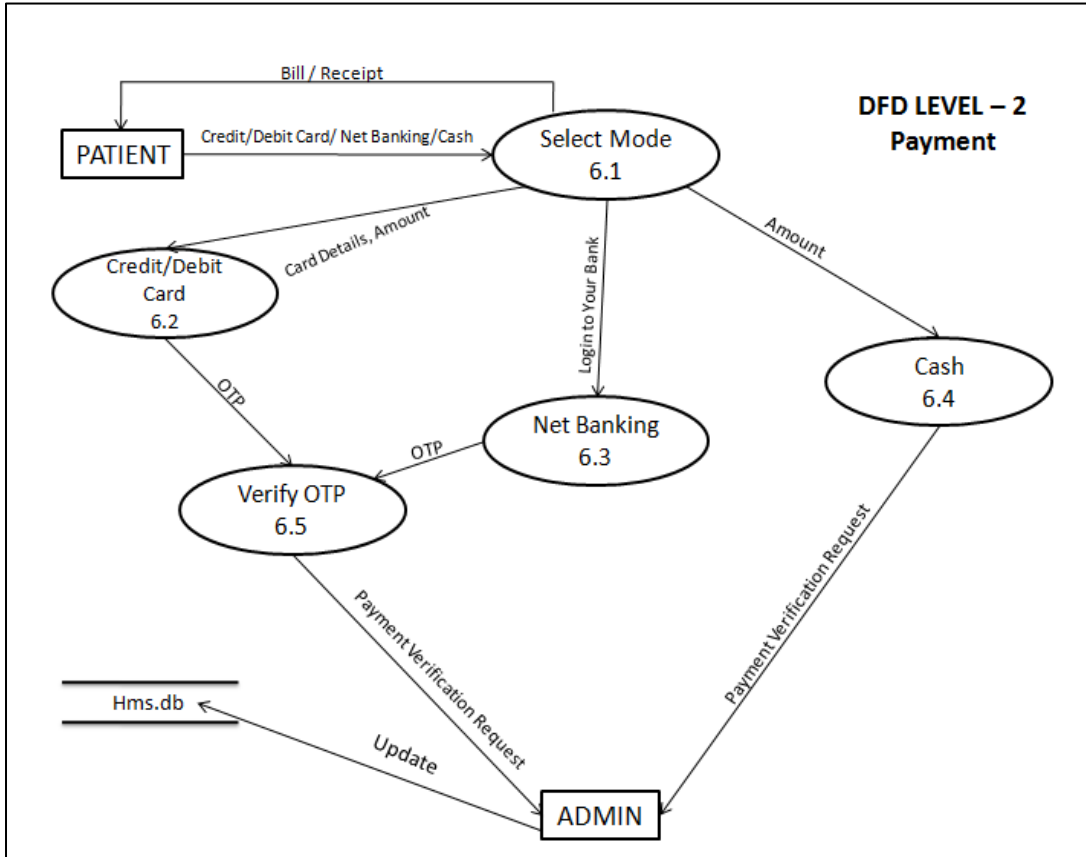 Bill / Receipt
DFD LEVEL – 2
Payment
PATIENT
Credit/Debit Card/ Net Banking/Cash
Select Mode
6.1
Card Details, Amount
Login to Your Bank
Amount
Credit/Debit
Card
6.2
Cash
6.4
OTP
Net Banking
6.3
OTP
Verify OTP
6.5
Payment Verification Request
Payment Verification Request
Hms.db
Update
ADMIN